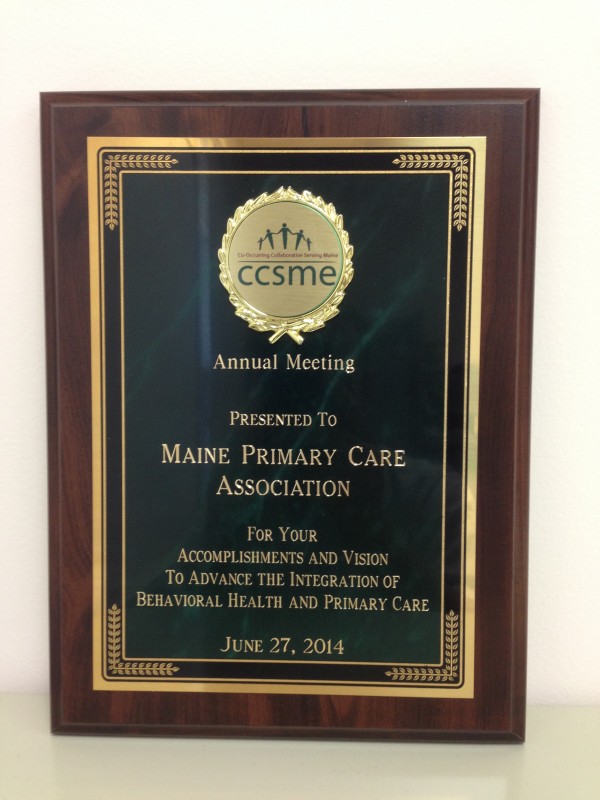 Co-Occurring Collaborative Serving Maine
ccsme
Annual Meeting
Presented To
Maine Primary Care
Association
For Your
Accomplishments and Vision
To Advance the Integration of
Behavioral Health and Primary Care
June 27, 2014